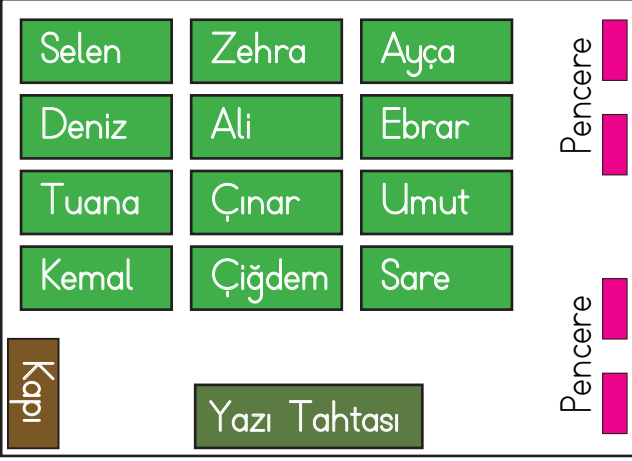 Selen Zehra Ayça
Pencere
Deniz Ali Ebrar
Tuana Çınar Umut
Kemal Çiğdem Sare
Pencere
Kapı
Yazı Tahtası